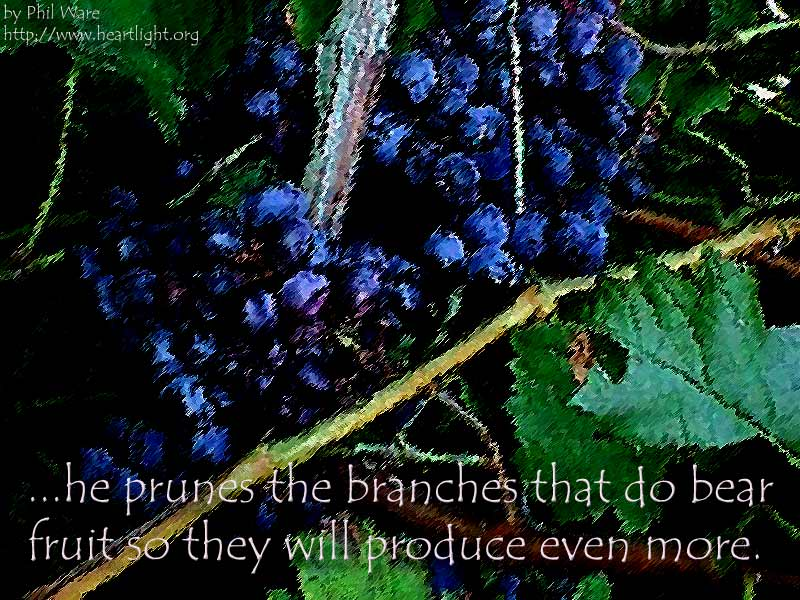 by Phil Ware
http://www.heartlight.org
...he prunes the branches that do bear
fruit so they will produce even more.